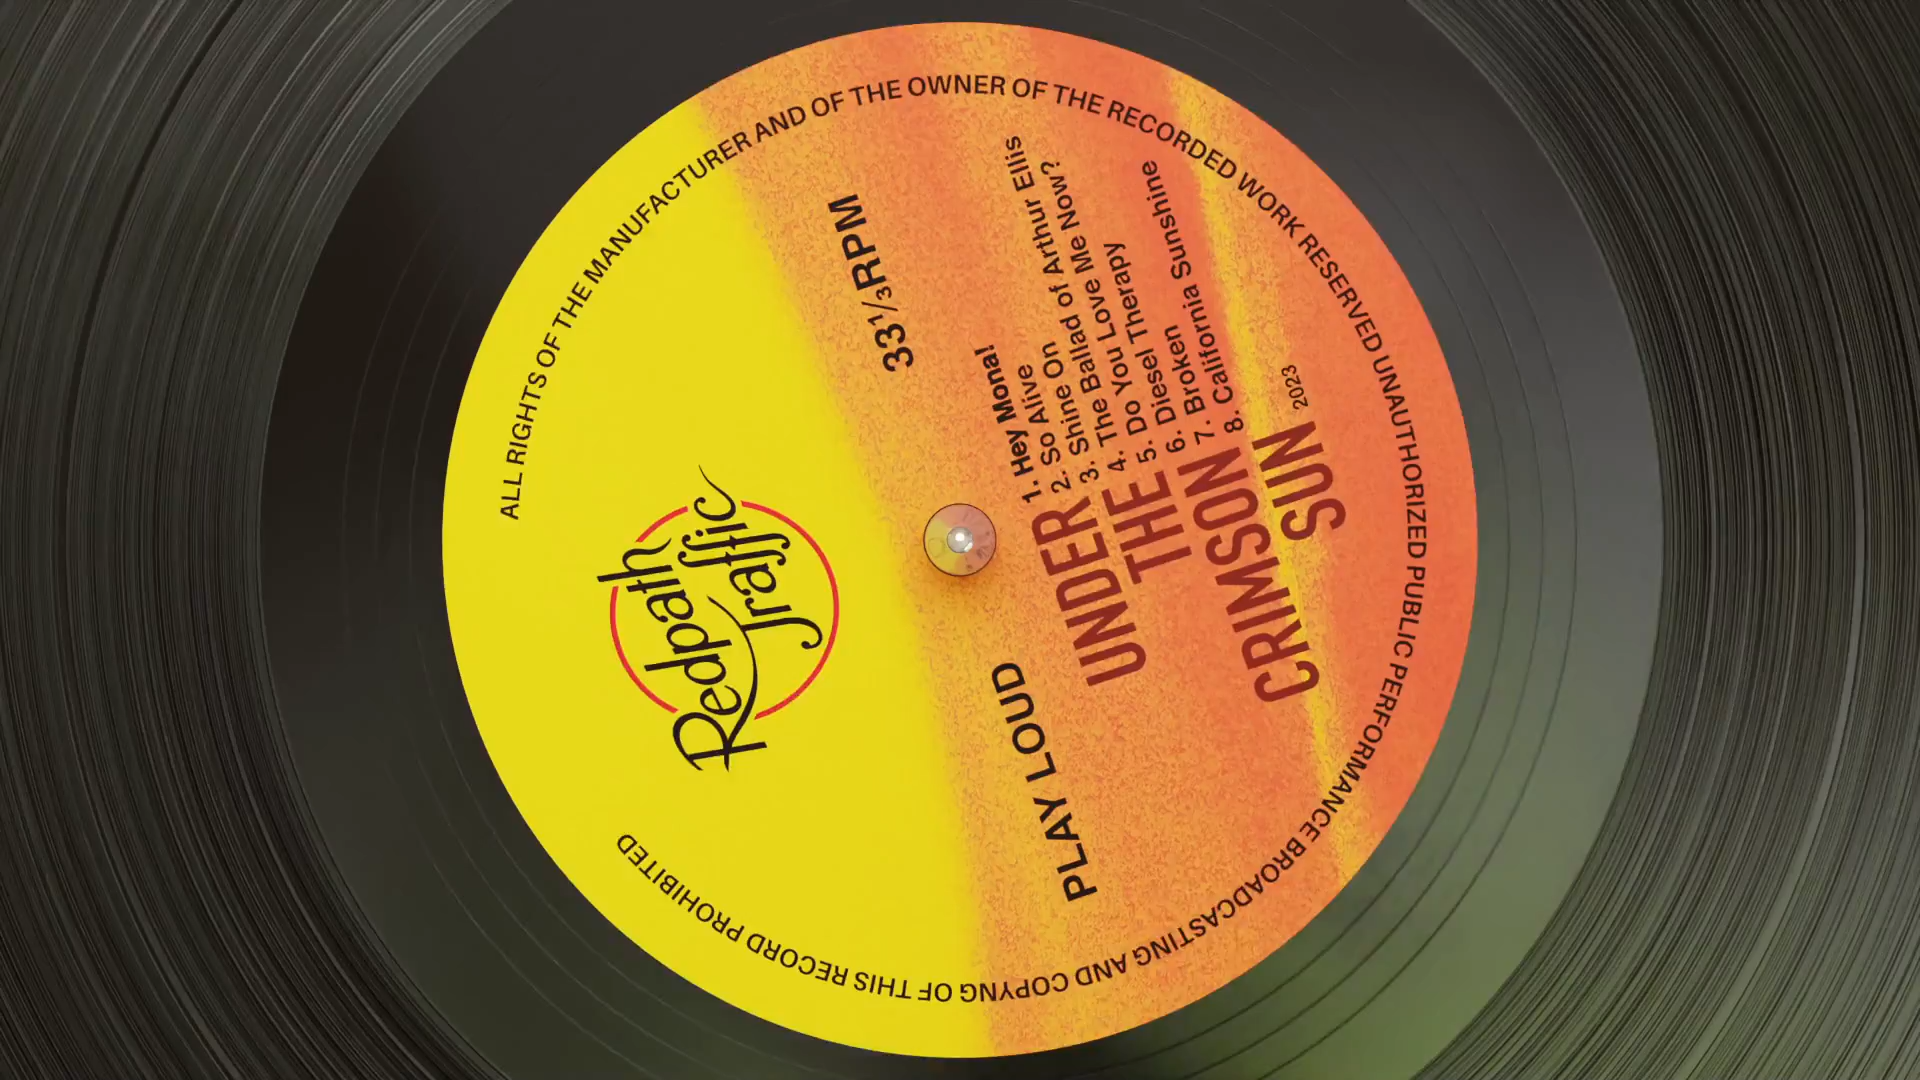 ALL RIGHTS OF THE MANUFACTURER AND OF THE OWNER OF THE RECORDED WORK RESERVED UNAUTHORIZED PUBLIC PERFORMANCE BROADCASTING AND COPYNG OF THIS RECORD PROHIBITED
Redpath
Traffic
PLAY LOUD
33⅓ RPM
UNDER
THE
CRIMSON
SUN
1. Hey Mona!
2. So Alive
3. Shine On
4. The Ballad of Arthur Ellis
5. Do You Love Me Now?
6. Diesel Therapy
7. Broken
8. California Sunshine
2023